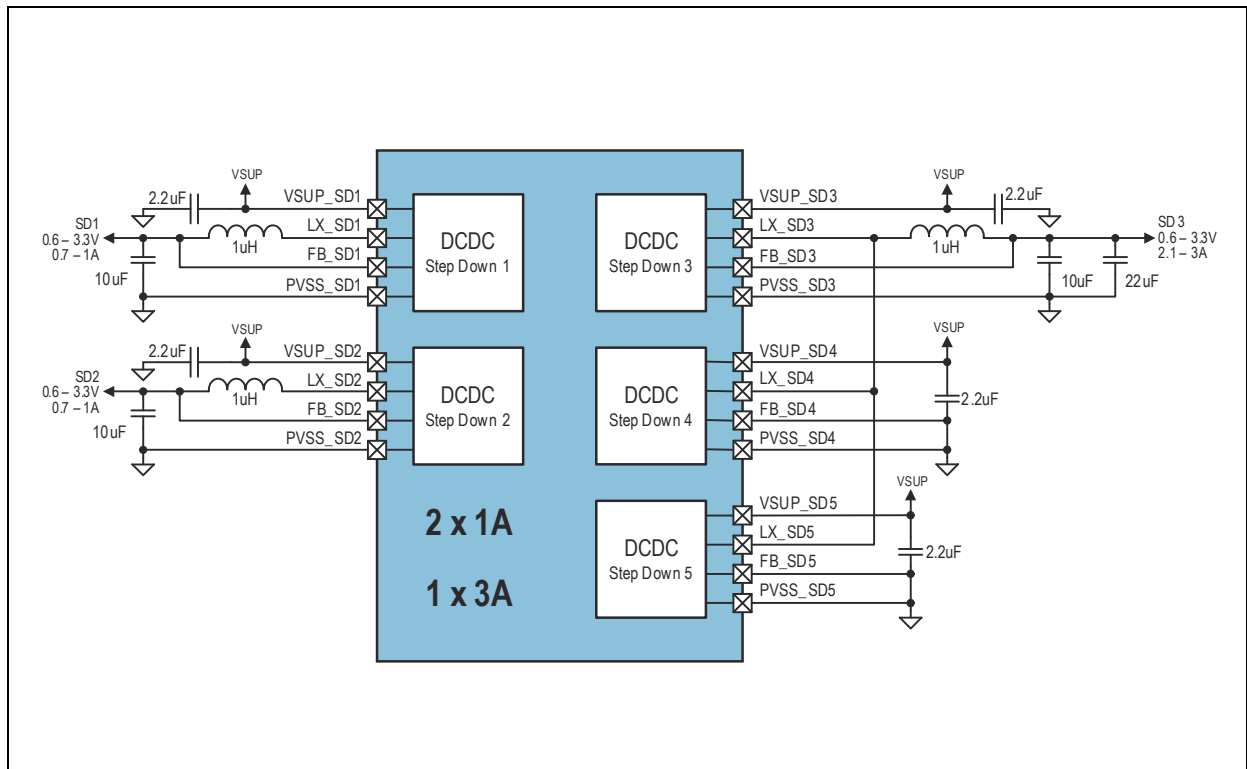 VSUP
2.2uF
VSUP_SD1
SD1
0.6 – 3.3V
0.7 – 1A
LX_SD1
1uH
FB_SD1
10uF
PVSS_SD1
DCDC
Step Down 1
VSUP
2.2uF
VSUP_SD2
SD2
0.6 – 3.3V
0.7 – 1A
LX_SD2
1uH
FB_SD2
10uF
PVSS_SD2
DCDC
Step Down 2
2 x 1A
1 x 3A
DCDC
Step Down 3
VSUP_SD3
VSUP
2.2uF
LX_SD3
1uH
SD3
0.6 – 3.3V
2.1 – 3A
FB_SD3
10uF
22uF
PVSS_SD3
DCDC
Step Down 4
VSUP
VSUP_SD4
LX_SD4
2.2uF
FB_SD4
PVSS_SD4
DCDC
Step Down 5
VSUP
VSUP_SD5
LX_SD5
2.2uF
FB_SD5
PVSS_SD5